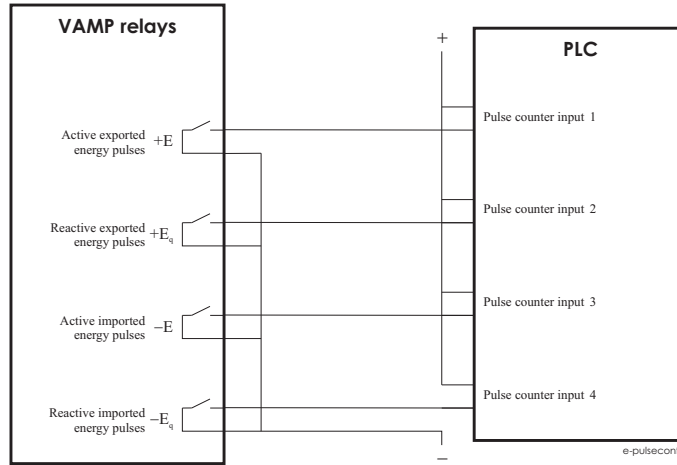 VAMP relays
PLC
+
Active exported
energy pulses
+E
Pulse counter input 1
Reactive exported
energy pulses
+Eq
Pulse counter input 2
Active imported
energy pulses
−E
Pulse counter input 3
Reactive imported
energy pulses
−Eq
Pulse counter input 4
−